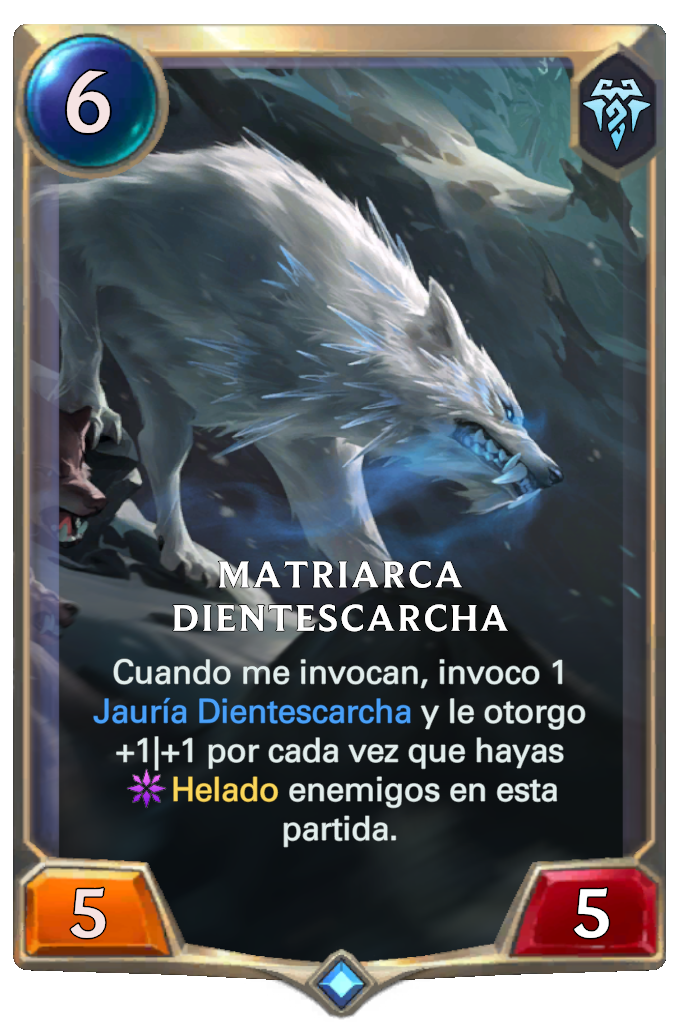 6
MATRIARCA
DIENTESCARCHA
Cuando me invocan, invoco 1
Jauría Dientescarcha y le otorgo
+1|+1 por cada vez que hayas
Helado enemigos en esta
partida.
5
5